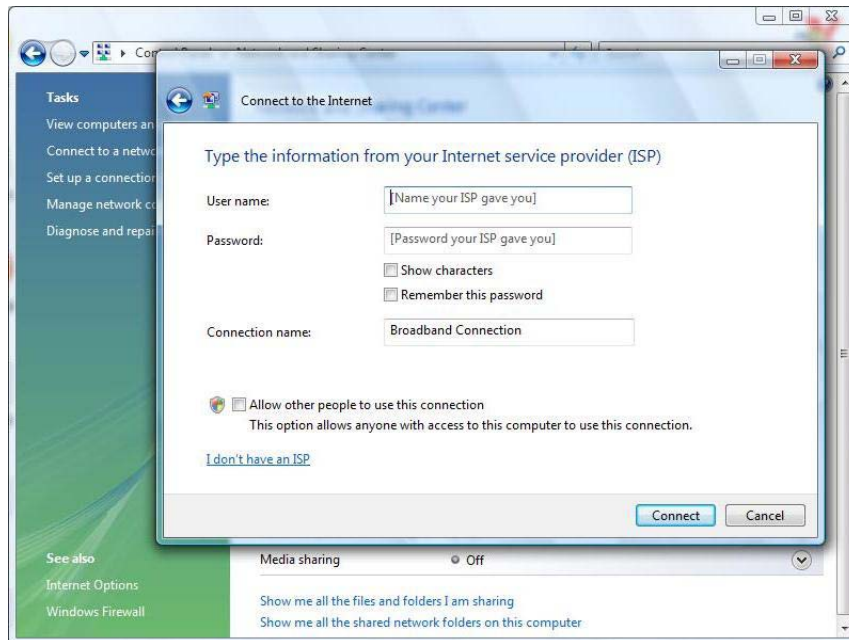 Tasks
View computers an
Connect to a netwo
Set up a connection
Manage network co
Diagnose and repai
See also
Internet Options
Windows Firewall
Connect to the Internet
Type the information from your Internet service provider (ISP)
User name:
[Name your ISP gave you]
Password:
[Password your ISP gave you]
Show characters
Remember this password
Connection name:
Broadband Connection
Allow other people to use this connection
This option allows anyone with access to this computer to use this connection.
I don't have an ISP
Connect
Cancel
Media sharing
Off
Show me all the files and folders I am sharing
Show me all the shared network folders on this computer